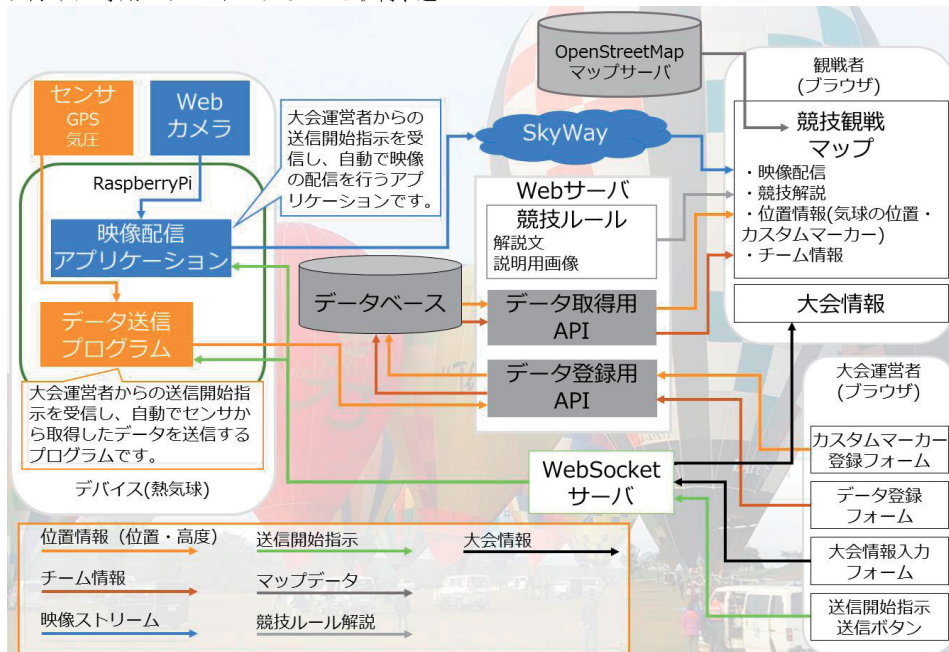 OpenStreetMap
マップサーバ
観戦者
(ブラウザ)
センサ
GPS
気圧
Web
カメラ
大会運営者からの
送信開始指示を受
信し、自動で映像
の配信を行うアプ
リケーションです。
SkyWay
競技観戦
マップ
・映像配信
・競技解説
・位置情報(気球の位置・
カスタムマーカー)
・チーム情報
RaspberryPi
映像配信
アプリケーション
Webサーバ
競技ルール
解説文
説明用画像
データベース
データ取得用
API
大会情報
データ送信
プログラム
データ登録用
API
大会運営者
(ブラウザ)
大会運営者からの送信開始指
示を受信し、自動でセンサか
ら取得したデータを送信する
プログラムです。
デバイス(熱気球)
WebSocket
サーバ
カスタムマーカー
登録フォーム
データ登録
フォーム
大会情報入力
フォーム
送信開始指示
送信ボタン
位置情報（位置・高度）
送信開始指示
大会情報
チーム情報
マップデータ
映像ストリーム
競技ルール解説